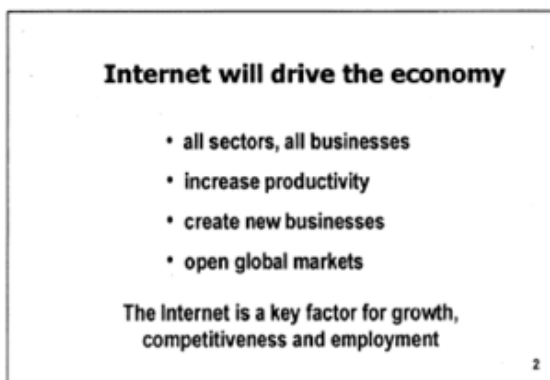 Internet will drive the economy
• all sectors, all businesses
• increase productivity
• create new businesses
• open global markets
The Internet is a key factor for growth,
competitiveness and employment
2